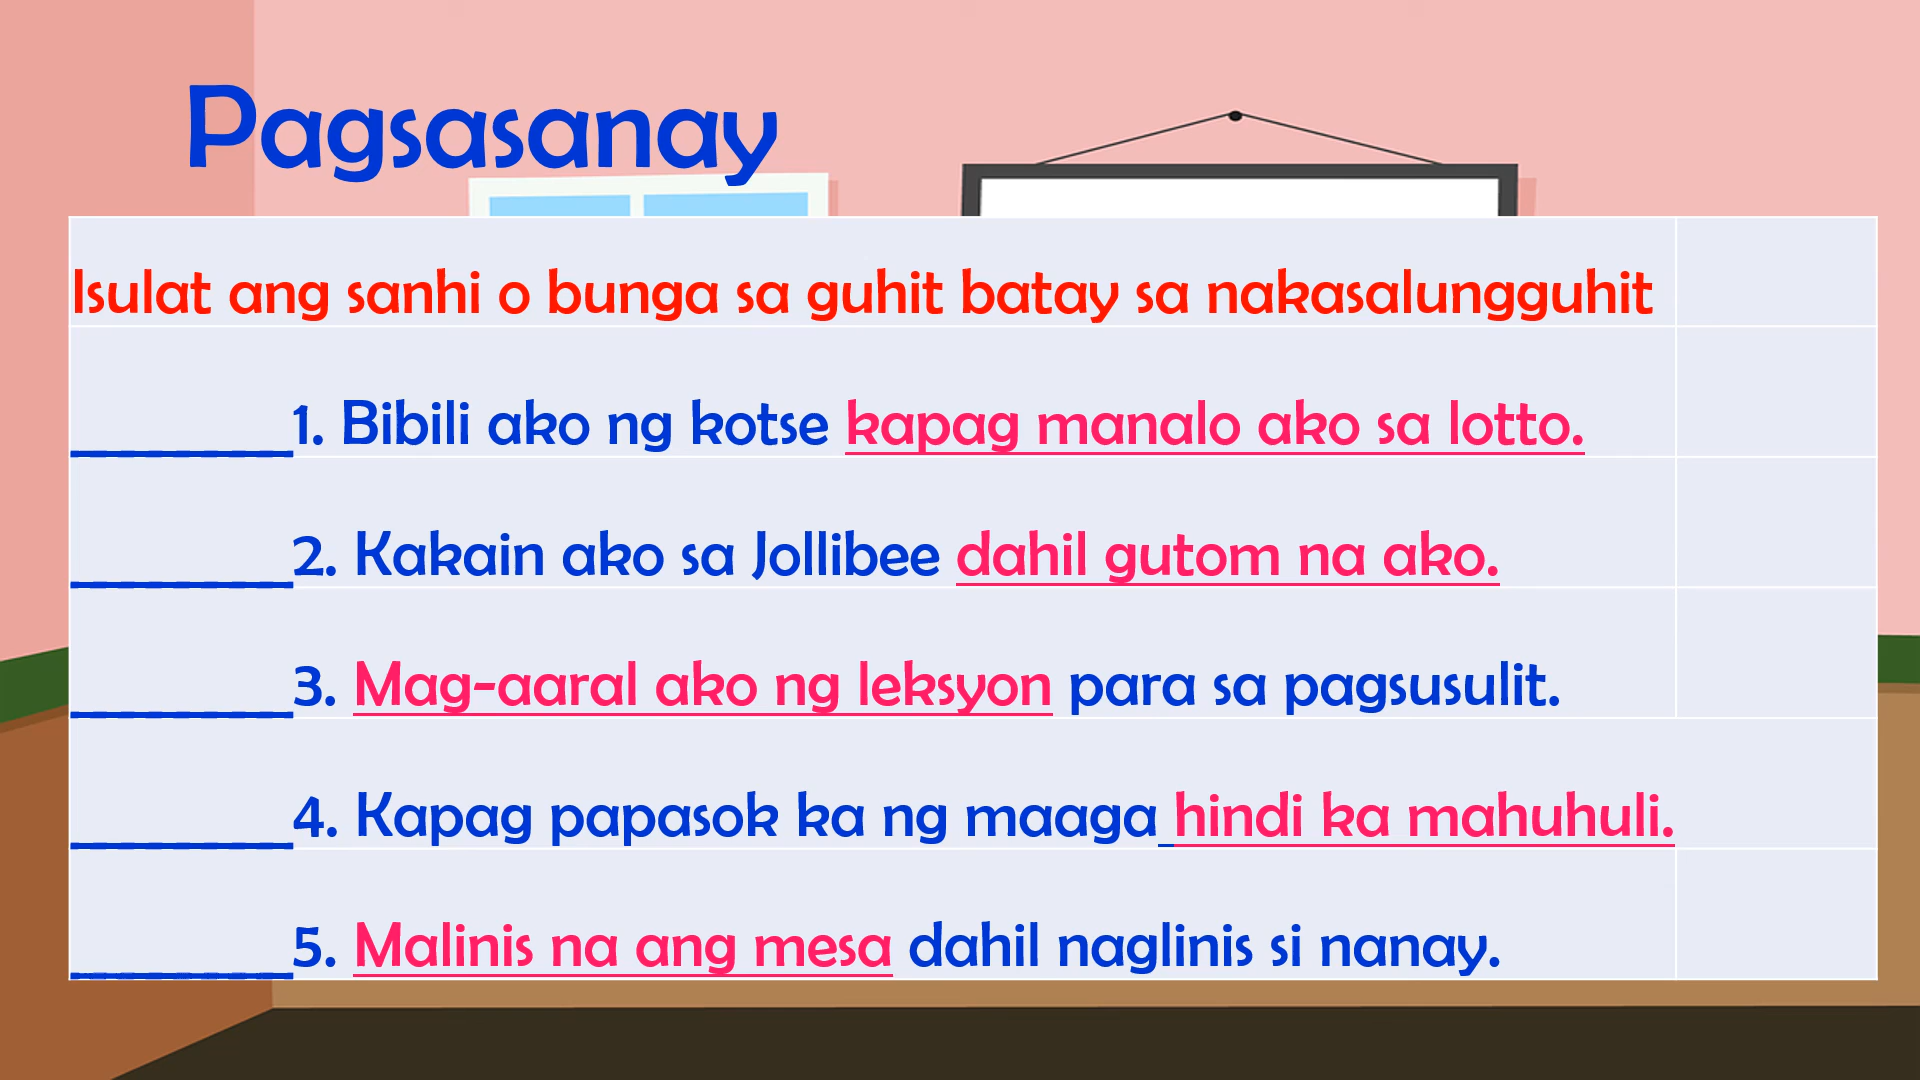 Pagsasanay
Isulat ang sanhi o bunga sa guhit batay sa nakasalungguhit
________1. Bibili ako ng kotse kapag manalo ako sa lotto.
________2. Kakain ako sa Jollibee dahil gutom na ako.
________3. Mag-aaral ako ng leksyon para sa pagsusulit.
________4. Kapag papasok ka ng maaga hindi ka mahuhuli.
________5. Malinis na ang mesa dahil naglinis si nanay.